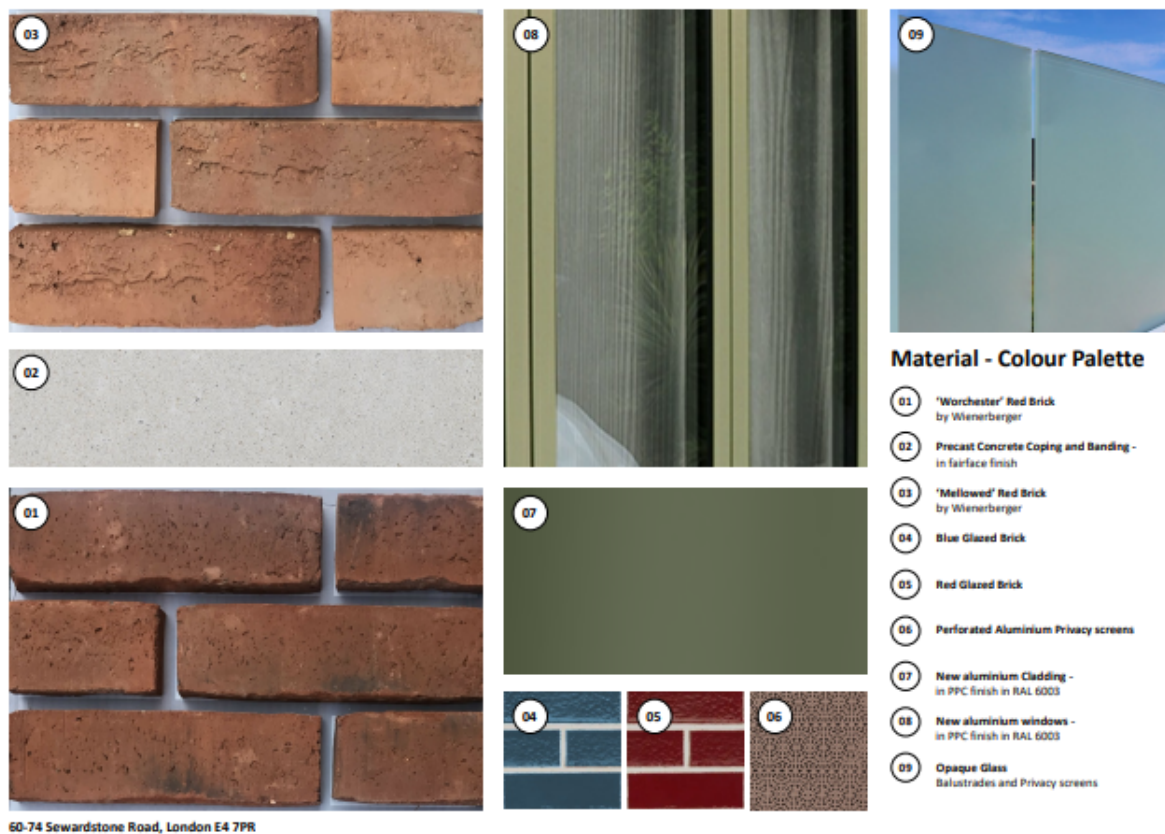 03
08
09
02
01
07
04
05
06
Material - Colour Palette
01 'Worchester' Red Brick
by Wienerberger
02 Precast Concrete Coping and Banding -
in fairface finish
03 'Mellowed' Red Brick
by Wienerberger
04 Blue Glazed Brick
05 Red Glazed Brick
06 Perforated Aluminium Privacy screens
07 New aluminium Cladding -
in PPC finish in RAL 6003
08 New aluminium windows -
in PPC finish in RAL 6003
09 Opaque Glass
Balustrades and Privacy screens
60-74 Sewardstone Road, London E4 7PR